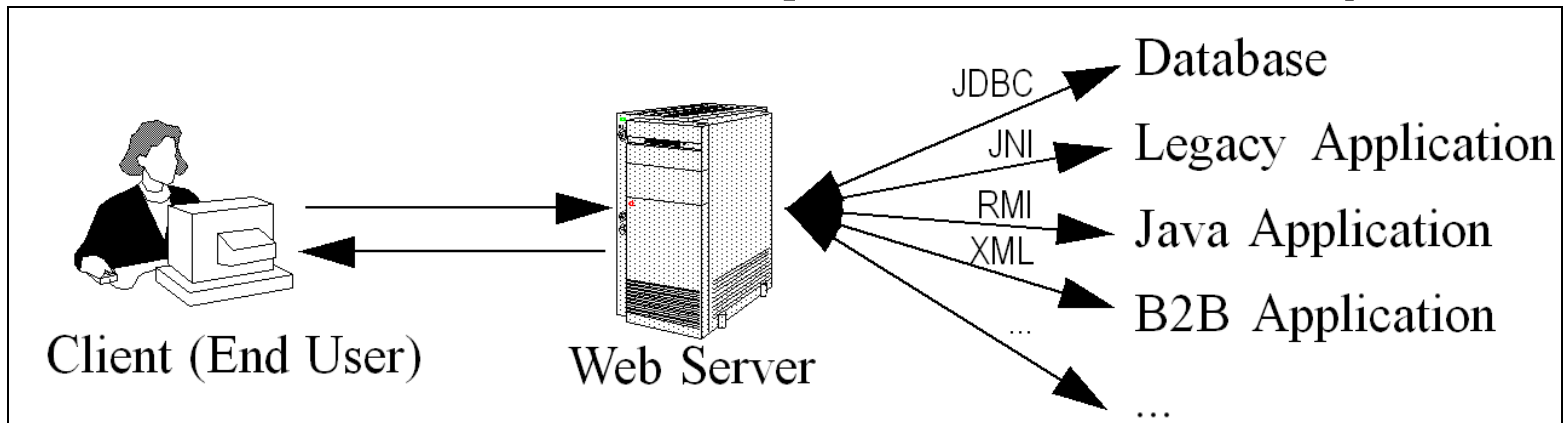 JDBC
Database
JNI
Legacy Application
RMI
Java Application
XML
B2B Application
...
...
Client (End User)
Web Server